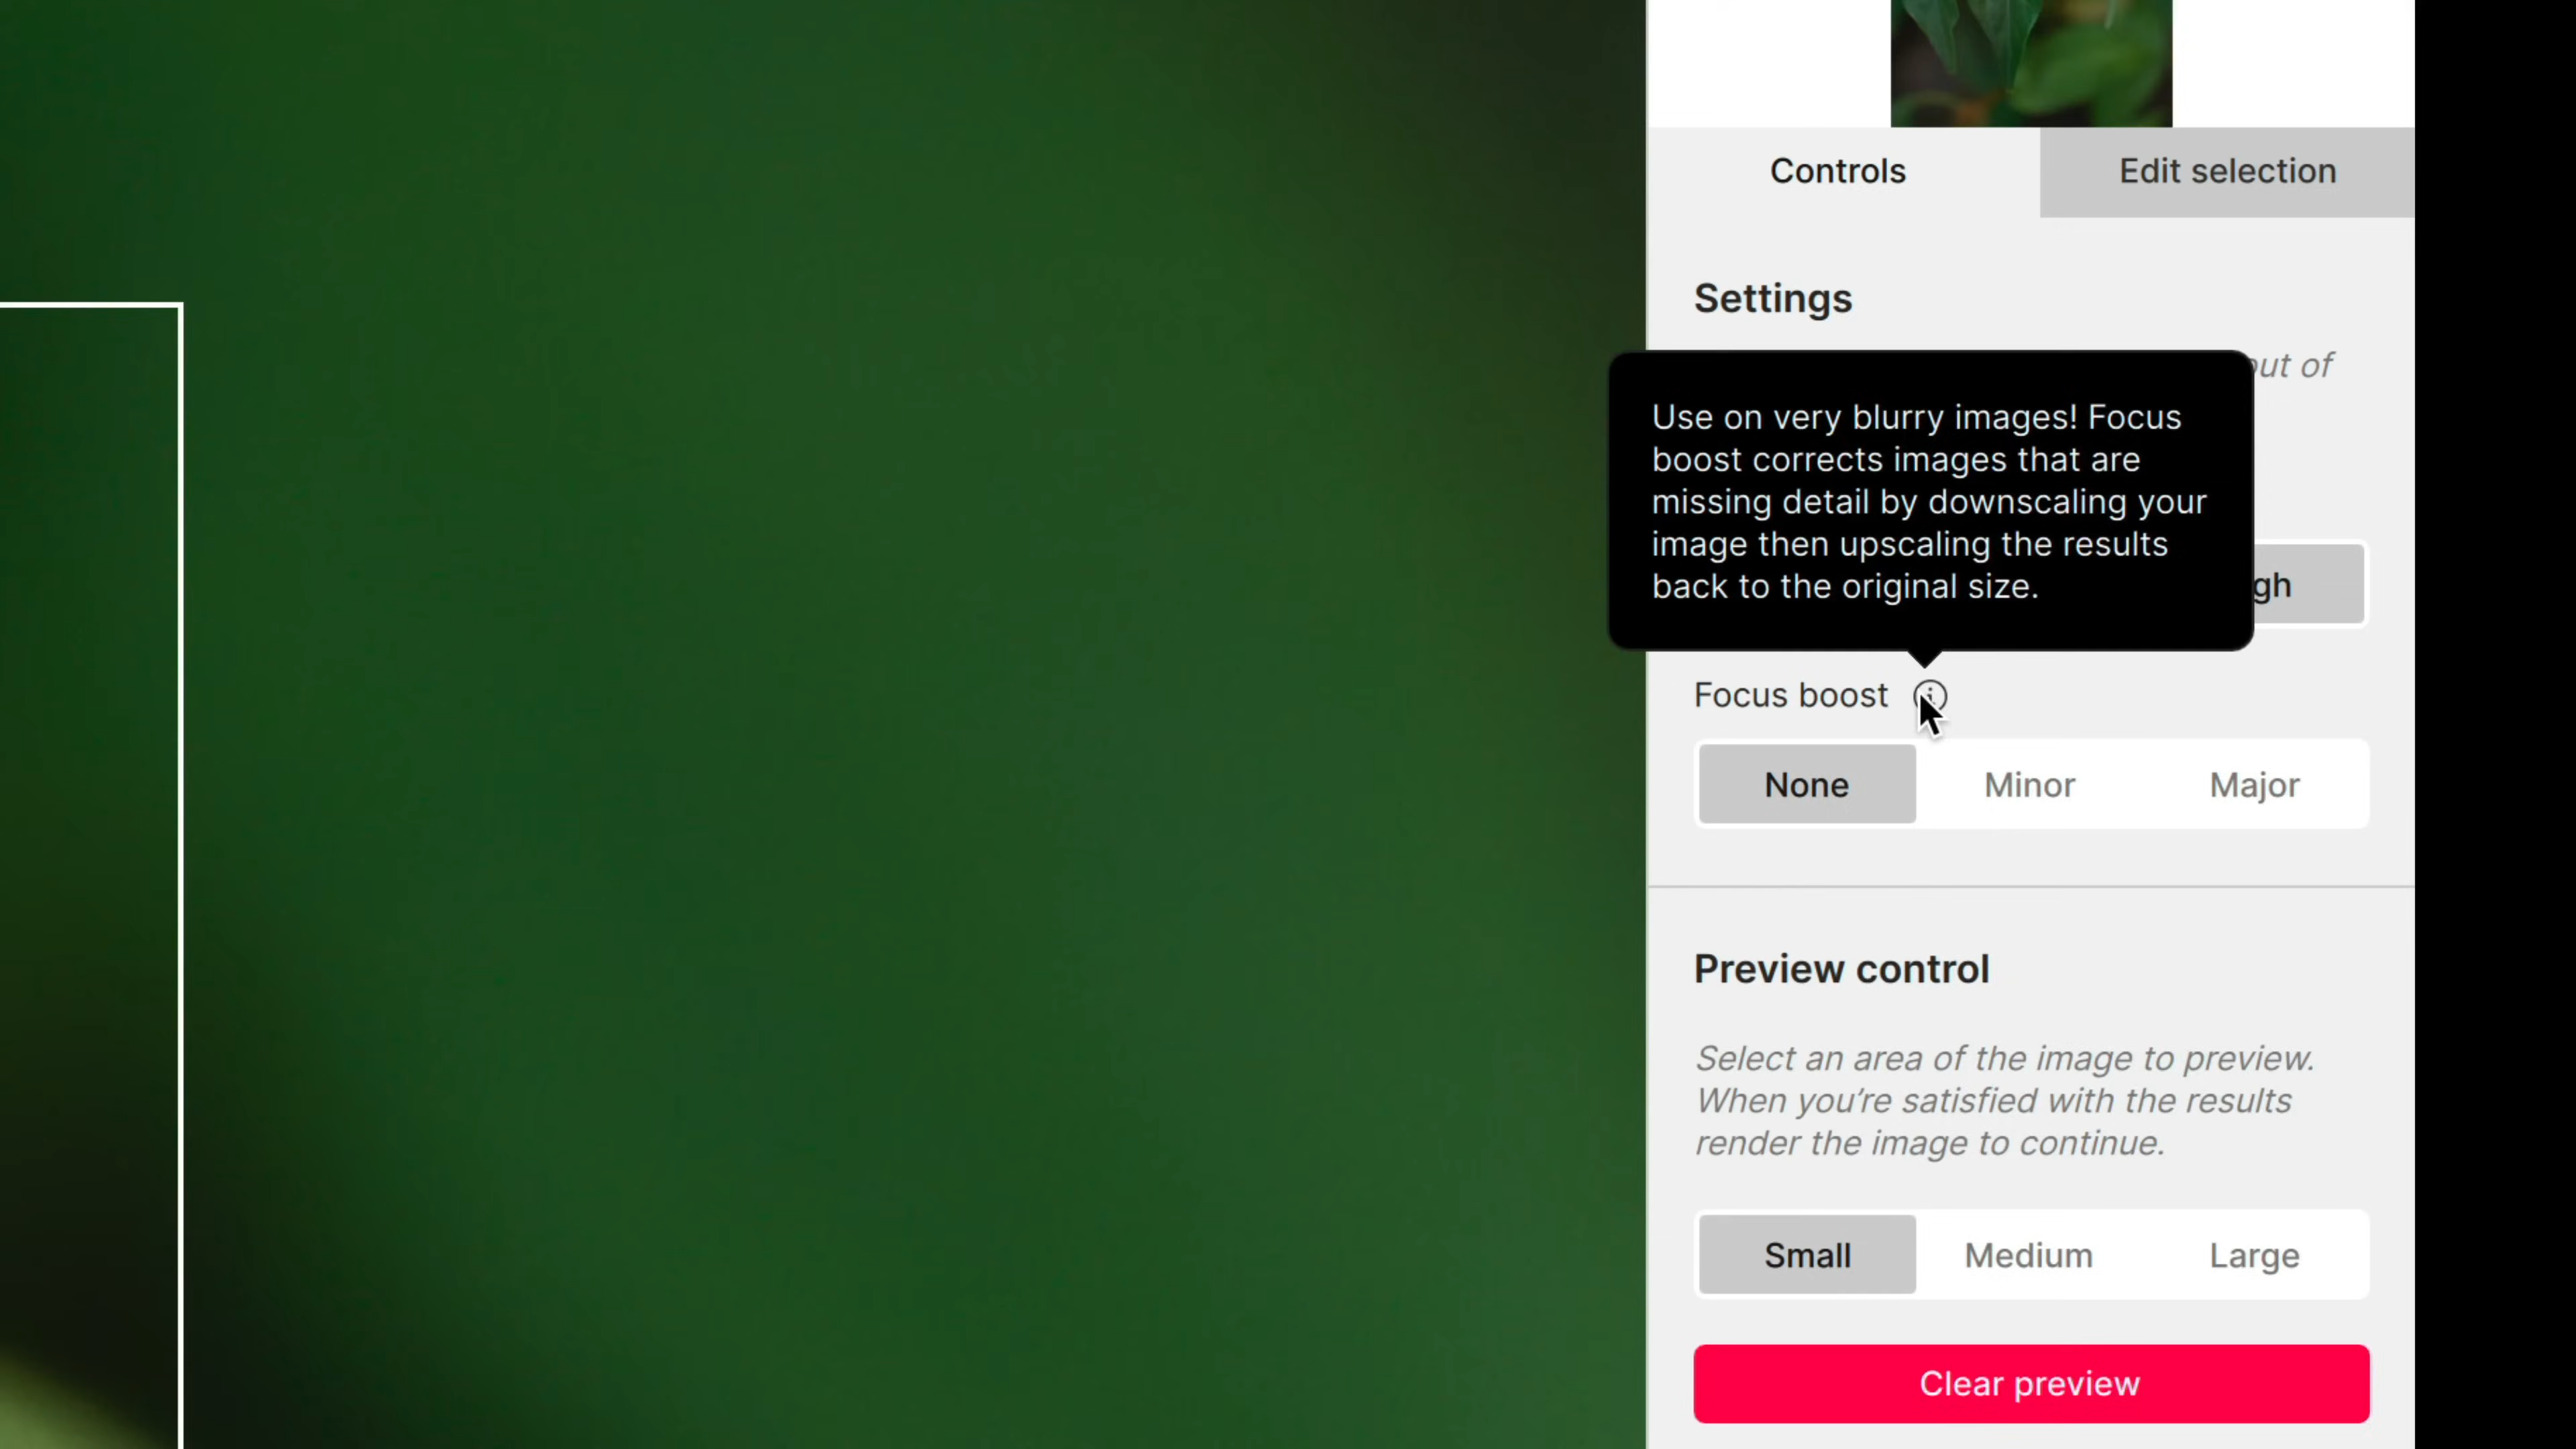 Controls
Edit selection
Settings
out of
Use on very blurry images! Focus
boost corrects images that are
missing detail by downscaling your
image then upscaling the results
back to the original size.
Focus boost
None
Minor
Major
Preview control
Select an area of the image to preview.
When you’re satisfied with the results
render the image to continue.
Small
Medium
Large
Clear preview